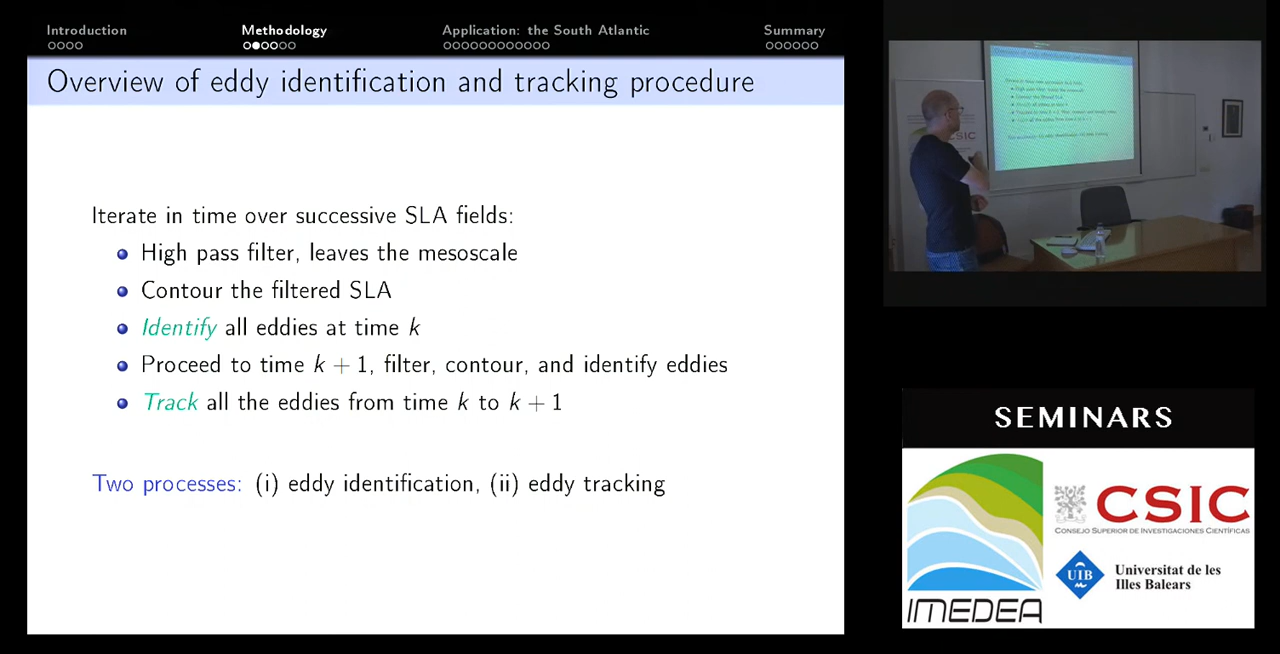 Introduction
Methodology
Application: the South Atlantic
Summary
Overview of eddy identification and tracking procedure
Iterate in time over successive SLA fields:
High pass filter, leaves the mesoscale
Contour the filtered SLA
Identify all eddies at time k
Proceed to time k + 1, filter, contour, and identify eddies
Track all the eddies from time k to k + 1
Two processes: (i) eddy identification, (ii) eddy tracking
CSIC
SEMINARS
IMEDEA
CSIC
CONSEJO SUPERIOR DE INVESTIGACIONES CIENTÍFICAS
UIB
Universitat de les
Illes Balears